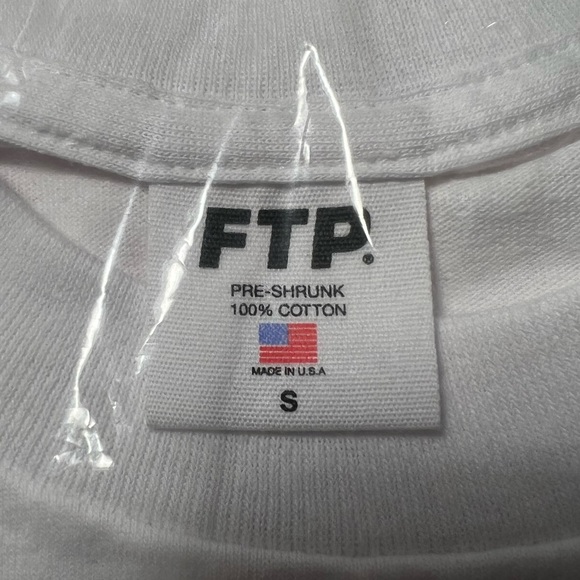 FTP®
PRE-SHRUNK
100% COTTON
MADE IN U.S.A
S